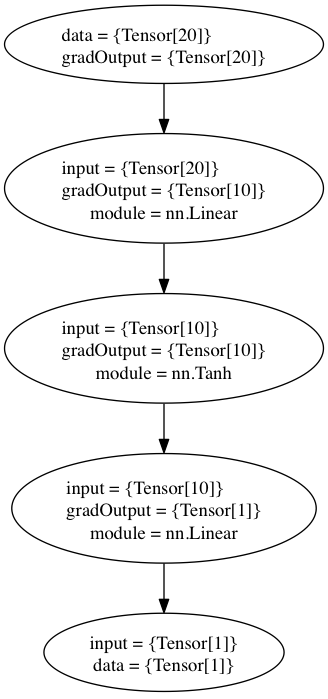 data = {Tensor[20]}
gradOutput = {Tensor[20]}
input = {Tensor[20]}
gradOutput = {Tensor[10]}
module = nn.Linear
input = {Tensor[10]}
gradOutput = {Tensor[10]}
module = nn.Tanh
input = {Tensor[10]}
gradOutput = {Tensor[1]}
module = nn.Linear
input = {Tensor[1]}
data = {Tensor[1]}